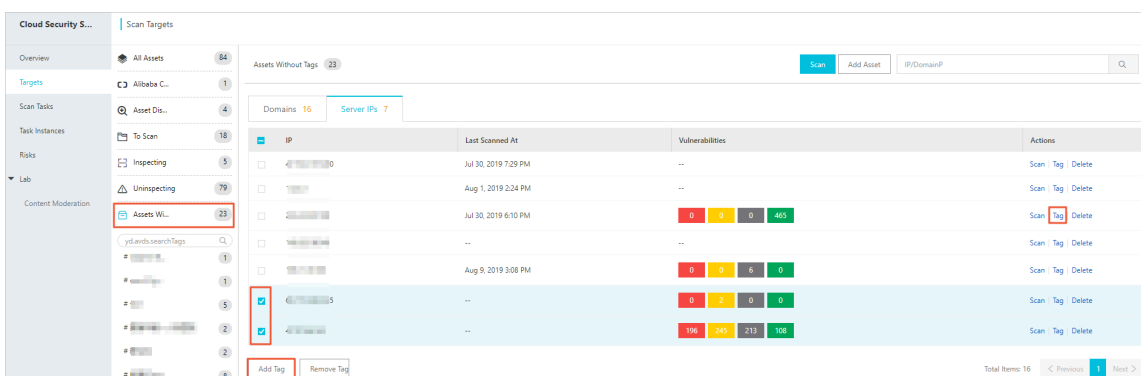 Cloud Security S...
Scan Targets
Overview
Targets
Scan Tasks
Task Instances
Risks
Lab
Content Moderation
All Assets 84
Alibaba C... 1
Asset Dis... 4
To Scan 18
Inspecting 5
Uninspecting 79
Assets Wi... 23
yd.avds.searchTags
# 1
# 1
# 5
# 2
# 2
#
Assets Without Tags 23
Scan Add Asset IP/DomainP
Domains 16 Server IPs 7
IP Last Scanned At Vulnerabilities Actions
Jul 30, 2019 7:29 PM -- Scan Tag Delete
Aug 1, 2019 2:24 PM -- Scan Tag Delete
Jul 30, 2019 6:10 PM 0 0 0 465 Scan Tag Delete
-- -- Scan Tag Delete
Aug 9, 2019 3:08 PM 0 0 6 0 Scan Tag Delete
-- 0 2 0 0 Scan Tag Delete
-- 196 245 213 108 Scan Tag Delete
Add Tag Remove Tag Total Items: 16 < Previous 1 Next >